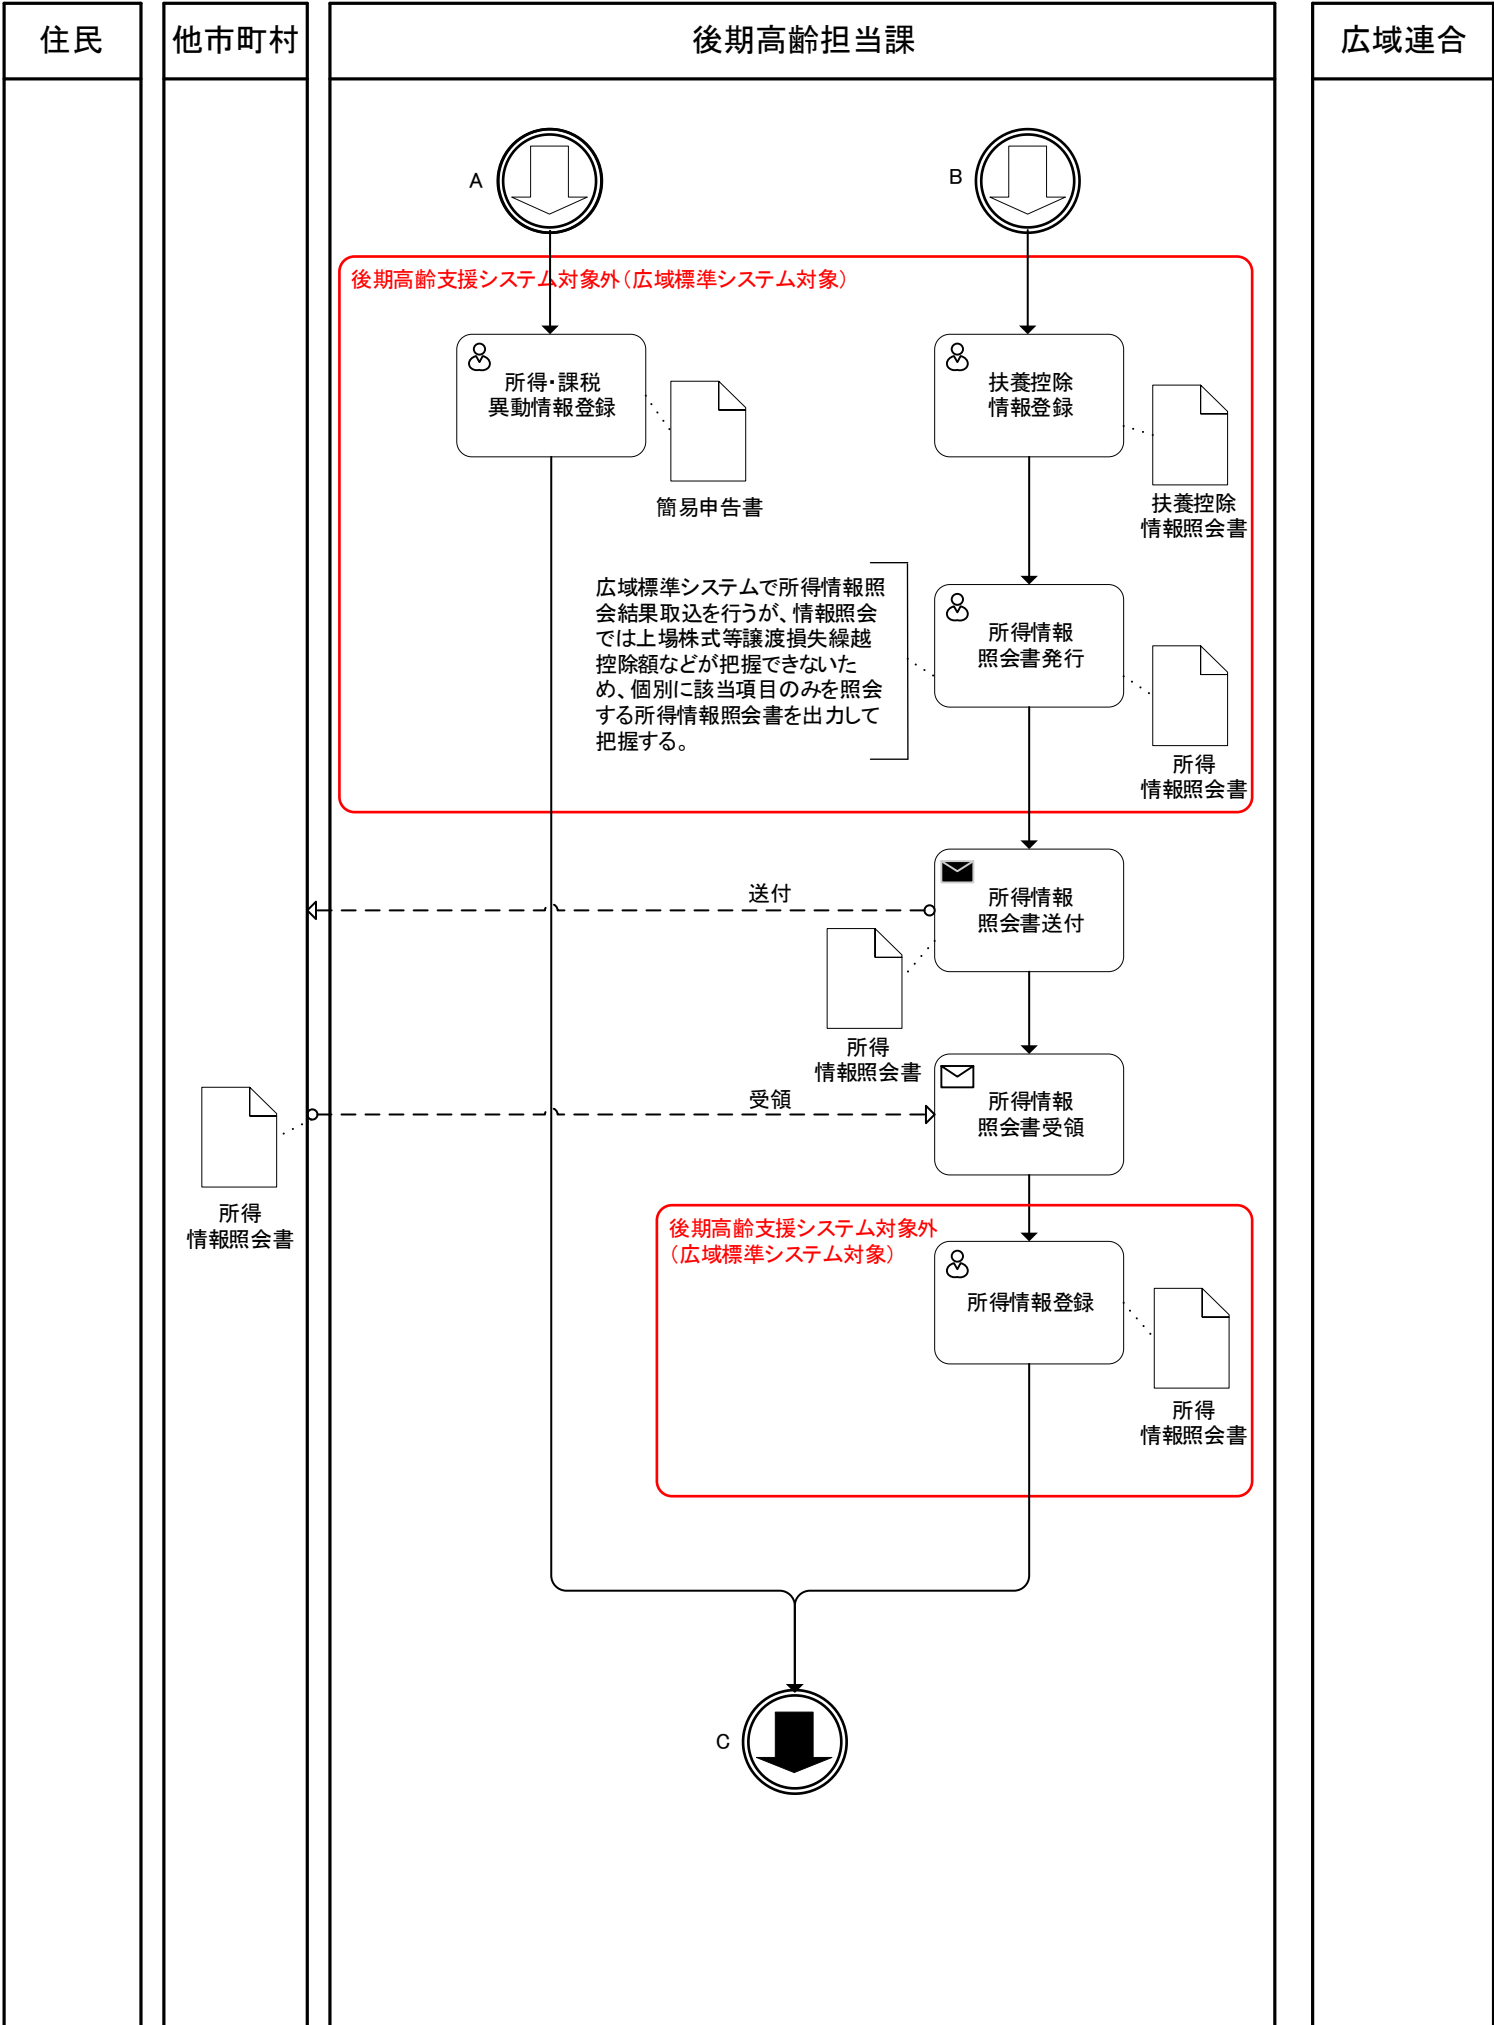 住民
他市町村
後期高齢担当課
広域連合
A
B
後期高齢支援システム対象外（広域標準システム対象）
所得・課税
異動情報登録
簡易申告書
扶養控除
情報登録
扶養控除
情報照会書
広域標準システムで所得情報照
会結果取込を行うが、情報照会
では上場株式等譲渡損失繰越
控除額などが把握できないた
め、個別に該当項目のみを照会
する所得情報照会書を出力して
把握する。
所得情報
照会書発行
所得
情報照会書
送付
所得情報
照会書送付
所得
情報照会書
受領
所得情報
照会書受領
所得
情報照会書
後期高齢支援システム対象外
（広域標準システム対象）
所得情報登録
所得
情報照会書
C